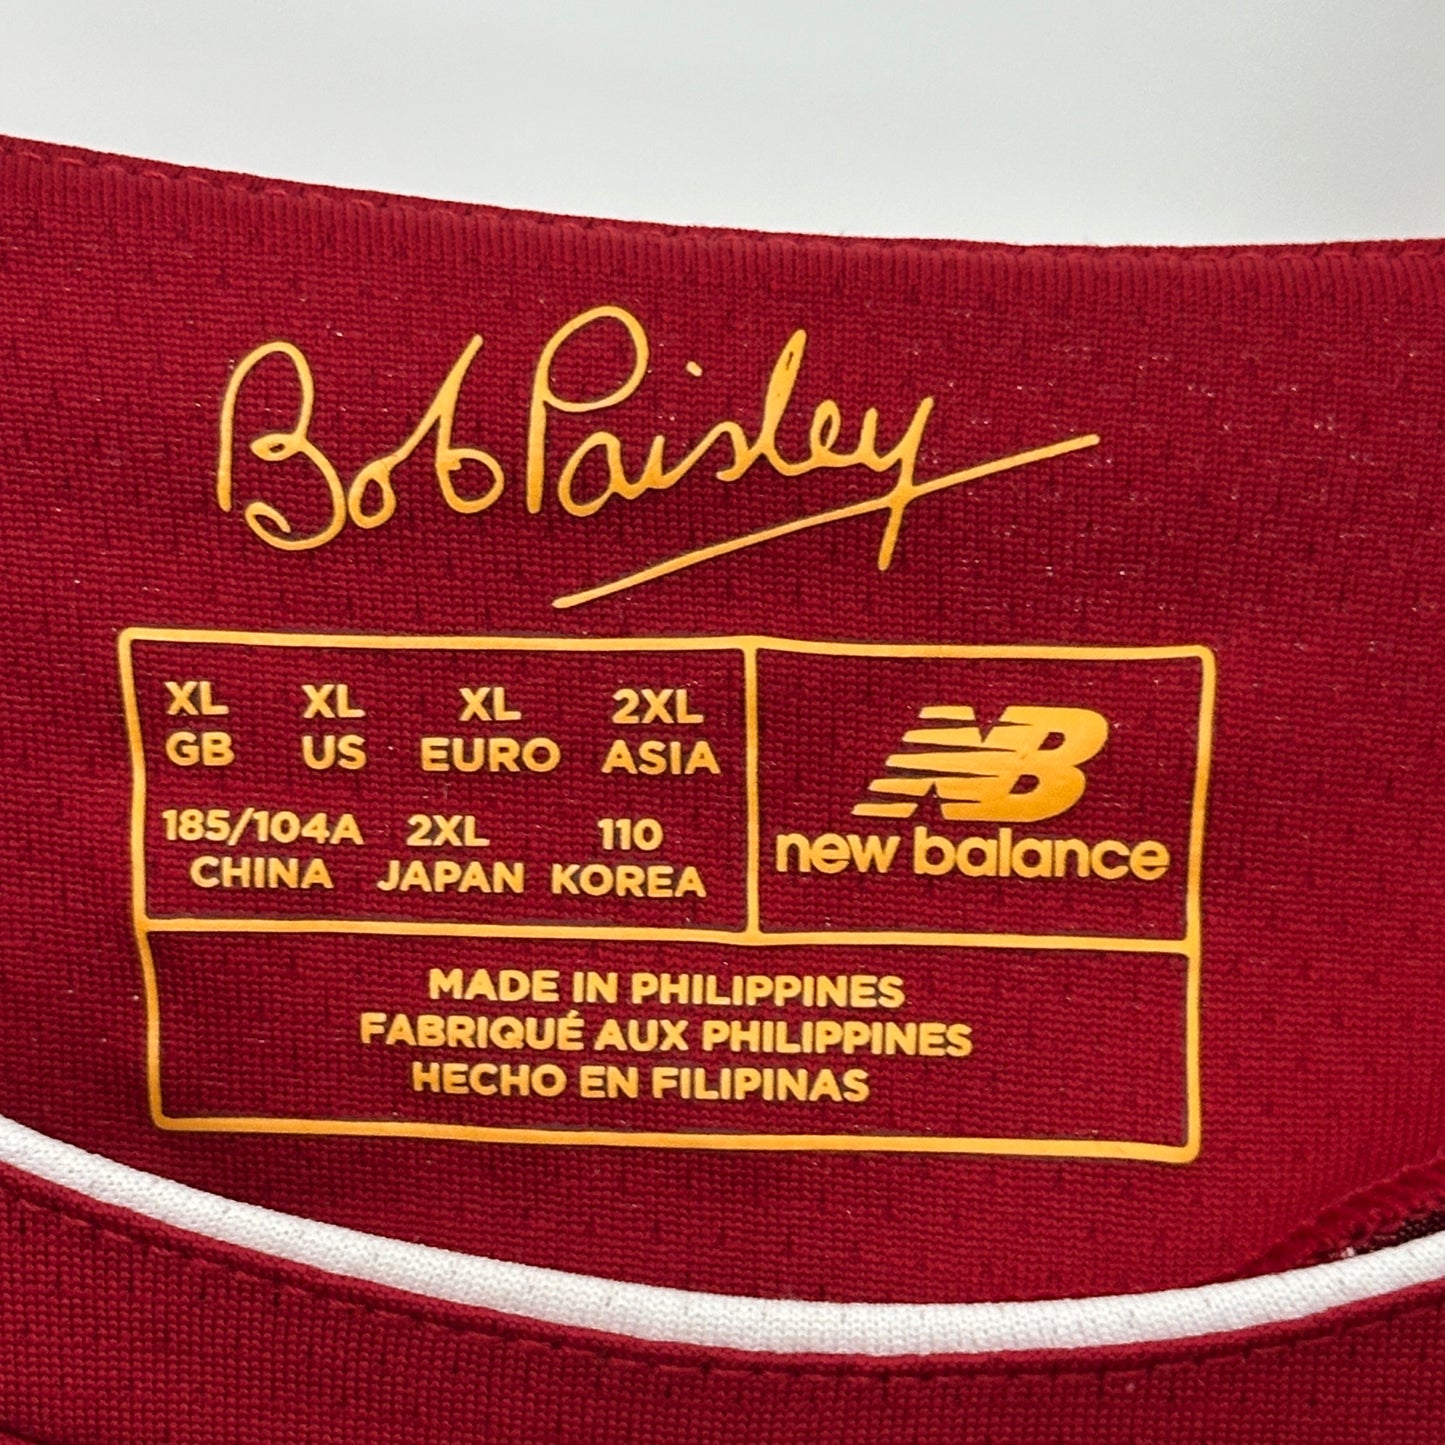 Bob Paisley
XL XL XL 2XL
GB US EURO ASIA
185/104A 2XL 110
CHINA JAPAN KOREA
NB
new balance
MADE IN PHILIPPINES
FABRIQUÉ AUX PHILIPPINES
HECHO EN FILIPINAS